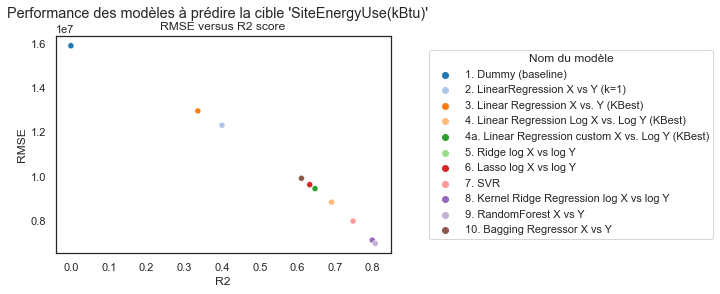 Performance des modèles à prédire la cible 'SiteEnergyUse(kBtu)'
RMSE versus R2 score
1e7
1.6
1.4
1.2
1.0
0.8
RMSE
0.0 0.1 0.2 0.3 0.4 0.5 0.6 0.7 0.8
R2
Nom du modèle
1. Dummy (baseline)
2. LinearRegression X vs Y (k=1)
3. Linear Regression X vs. Y (KBest)
4. Linear Regression Log X vs. Log Y (KBest)
4a. Linear Regression custom X vs. Log Y (KBest)
5. Ridge log X vs log Y
6. Lasso log X vs log Y
7. SVR
8. Kernel Ridge Regression log X vs log Y
9. RandomForest X vs Y
10. Bagging Regressor X vs Y